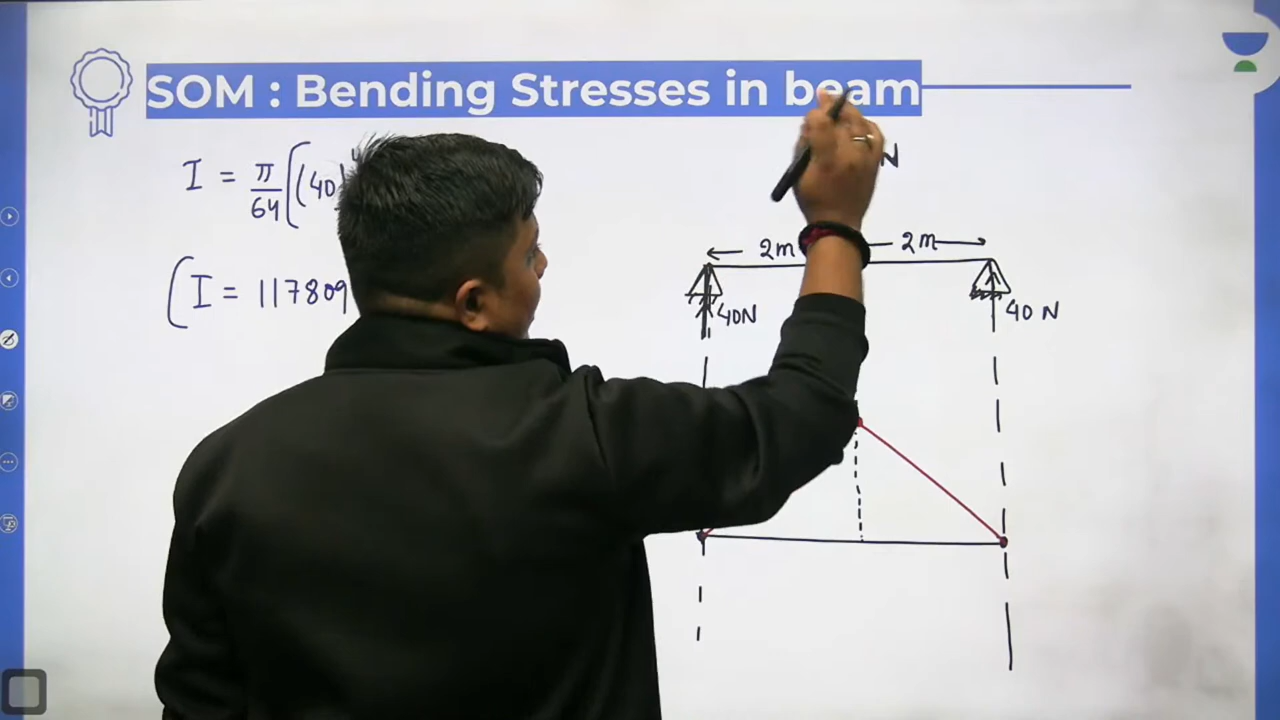 SOM : Bending Stresses in beam
I = π/64 [(40)
N
2m 2m
I = 117809
40N 40 N